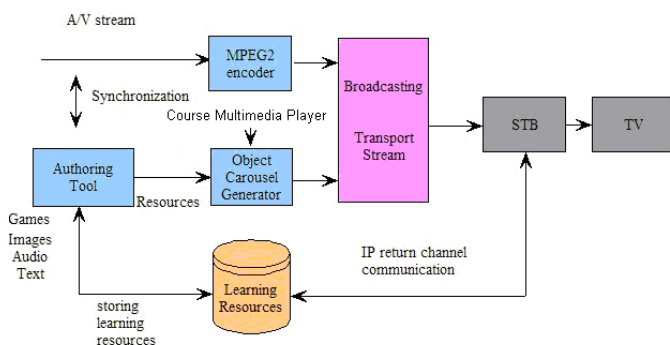 A/V stream
MPEG2
encoder
Synchronization
Course Multimedia Player
Broadcasting
Transport
Stream
STB
TV
Authoring
Tool
Resources
Object
Carousel
Generator
Games
Images
Audio
Text
storing
learning
resources
Learning
Resources
IP return channel
communication